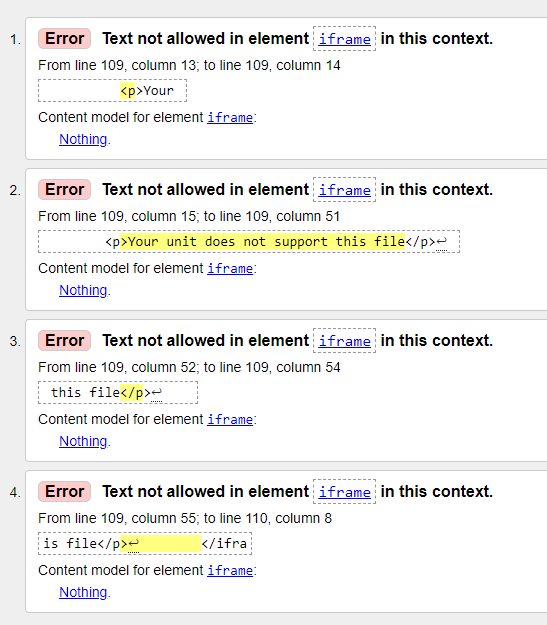 1. Error Text not allowed in element iframe in this context.
From line 109, column 13; to line 109, column 14
<p>Your
Content model for element iframe:
Nothing.
2. Error Text not allowed in element iframe in this context.
From line 109, column 15; to line 109, column 51
<p>Your unit does not support this file</p>↩
Content model for element iframe:
Nothing.
3. Error Text not allowed in element iframe in this context.
From line 109, column 52; to line 109, column 54
this file</p>↩
Content model for element iframe:
Nothing.
4. Error Text not allowed in element iframe in this context.
From line 109, column 55; to line 110, column 8
is file</p>↩ </ifra
Content model for element iframe:
Nothing.